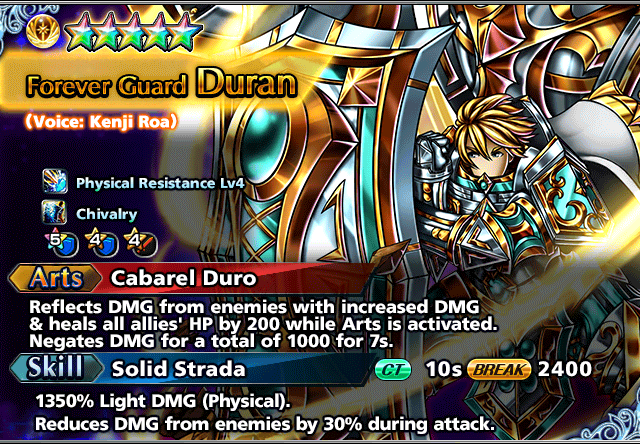 Forever Guard Duran
(Voice: Kenji Roa)
Physical Resistance Lv4
Chivalry
5 4 4
Arts Cabarel Duro
Reflects DMG from enemies with increased DMG
& heals all allies' HP by 200 while Arts is activated.
Negates DMG for a total of 1000 for 7s.
Skill Solid Strada CT 10s BREAK 2400
1350% Light DMG (Physical).
Reduces DMG from enemies by 30% during attack.